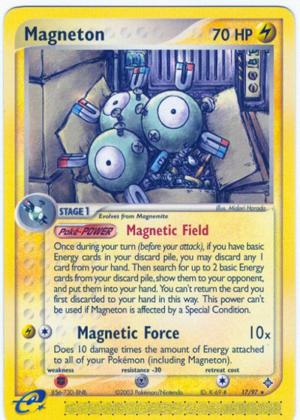 Magneton 70 HP
Illus. Midori Harada
STAGE 1
Evolves from Magnemite
Poké-POWER Magnetic Field
Once during your turn (before your attack), if you have basic
Energy cards in your discard pile, you may discard any 1
card from your hand. Then search for up to 2 basic Energy
cards from your discard pile, show them to your opponent,
and put them into your hand. You can't return the card you
first discarded to your hand in this way. This power can't
be used if Magneton is affected by a Special Condition.
Magnetic Force 10x
Does 10 damage times the amount of Energy attached
to all of your Pokémon (including Magneton).
weakness resistance -30 retreat cost
©2003 Pokémon/Nintendo 17/97
e